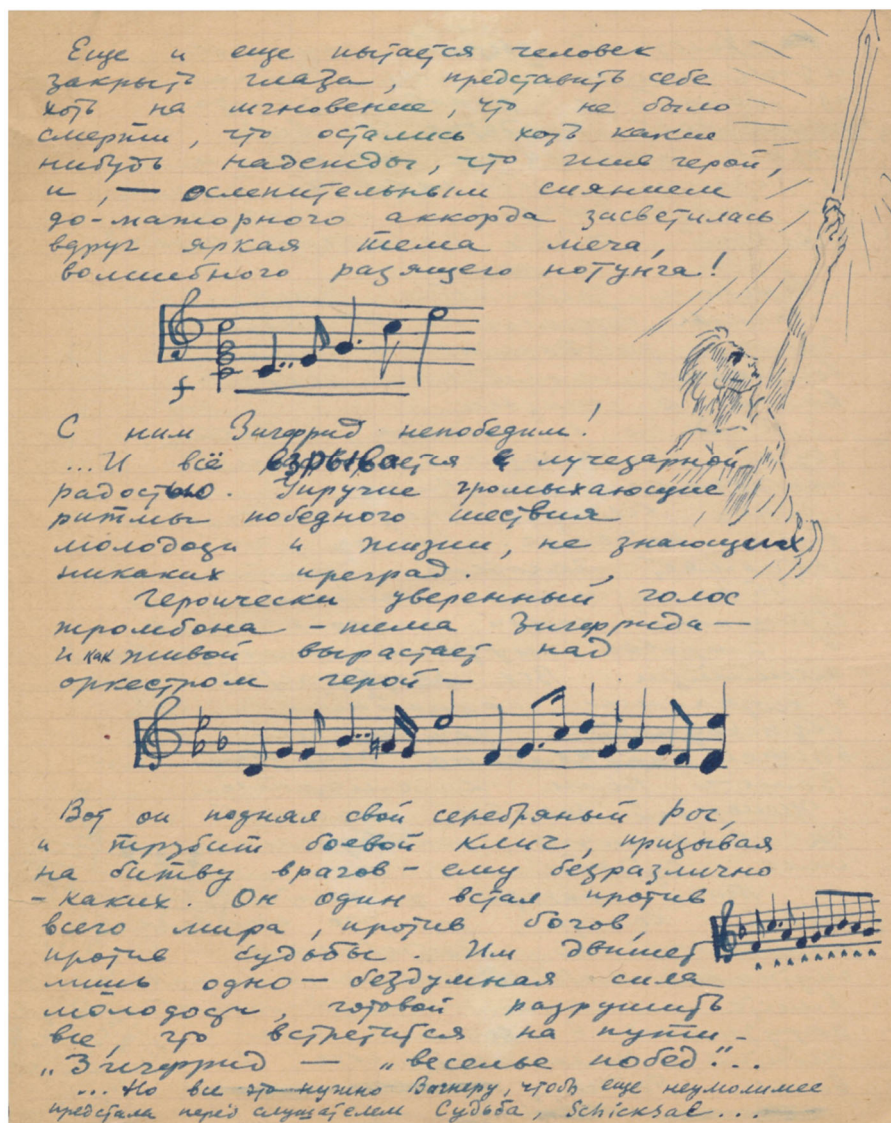 Еще и еще пытается человек
закрыть глаза, представить себе
хоть на мгновение, что не было
смерти, что остались хоть какие
нибудь надежды, что жив герой,
и, — ослепительным сиянием
до-мажорного аккорда засветилась
вдруг яркая тема меча,
волшебного разящего нотунга!
f
С ним Зигфрид непобедим!
...И всё взрывается лучезарной
радостью. Упругие громыхающие
ритмы победного шествия
молодости и жизни, не знающих
никаких преград.
Героически уверенный голос
тромбона – тема Зигфрида —
и как живой вырастает над
оркестром герой —
Вот он поднял свой серебряный рог,
и трубит боевой клич, призывая
на битву врагов – ему безразлично
– каких. Он один встал против
всего мира, против богов,
против судьбы. Им движет
лишь одно – бездумная сила
молодости, готовой разрушить
все, что встретится на пути –
„Зигфрид — „веселье побед"...
... Но все это нужно Вагнеру, чтобы еще неумолимее
предстала перед слушателем Судьба, Schicksal...